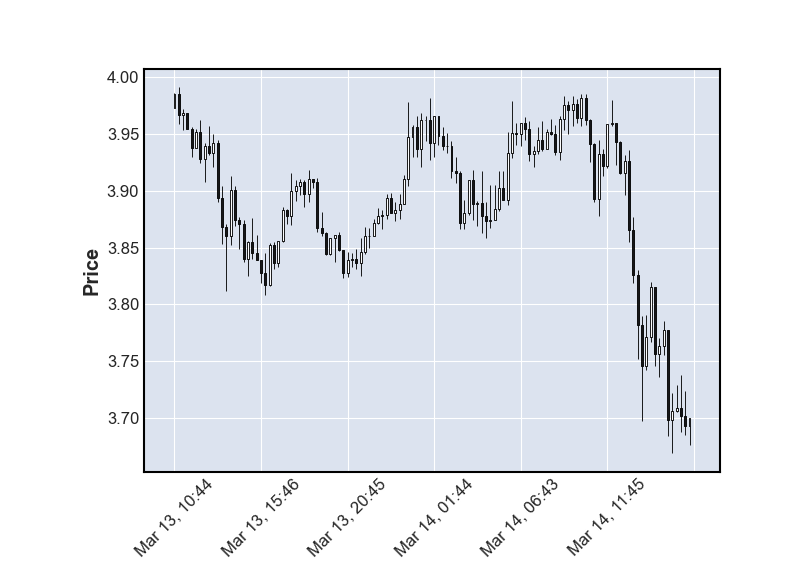 4.00
3.95
3.90
3.85
3.80
3.75
3.70
Price
Mar 13, 10:44
Mar 13, 15:46
Mar 13, 20:45
Mar 14, 01:44
Mar 14, 06:43
Mar 14, 11:45